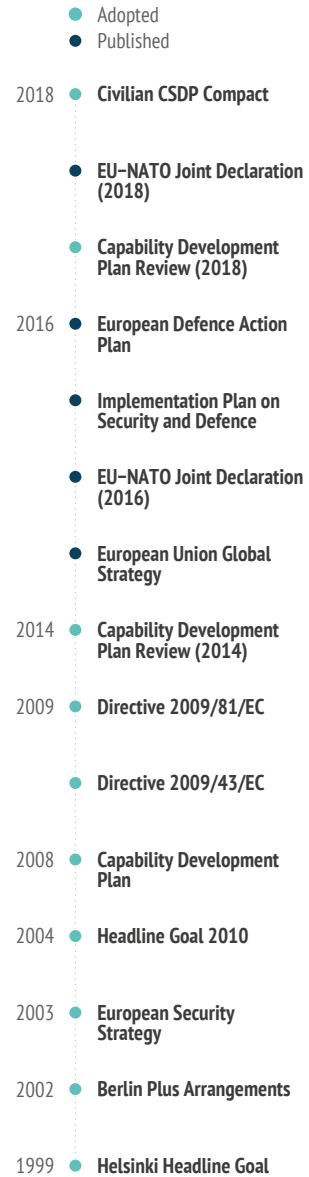 Adopted
Published
2018 Civilian CSDP Compact
EU–NATO Joint Declaration
(2018)
Capability Development
Plan Review (2018)
2016 European Defence Action
Plan
Implementation Plan on
Security and Defence
EU–NATO Joint Declaration
(2016)
European Union Global
Strategy
2014 Capability Development
Plan Review (2014)
2009 Directive 2009/81/EC
Directive 2009/43/EC
2008 Capability Development
Plan
2004 Headline Goal 2010
2003 European Security
Strategy
2002 Berlin Plus Arrangements
1999 Helsinki Headline Goal